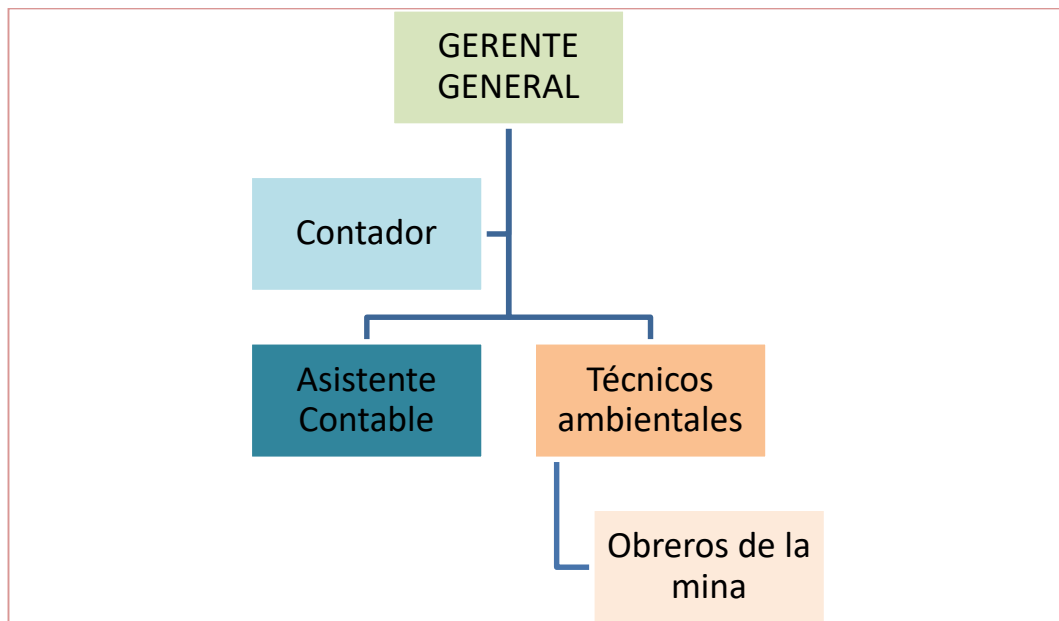 GERENTE
GENERAL
Contador
Asistente
Contable
Técnicos
ambientales
Obreros de la
mina